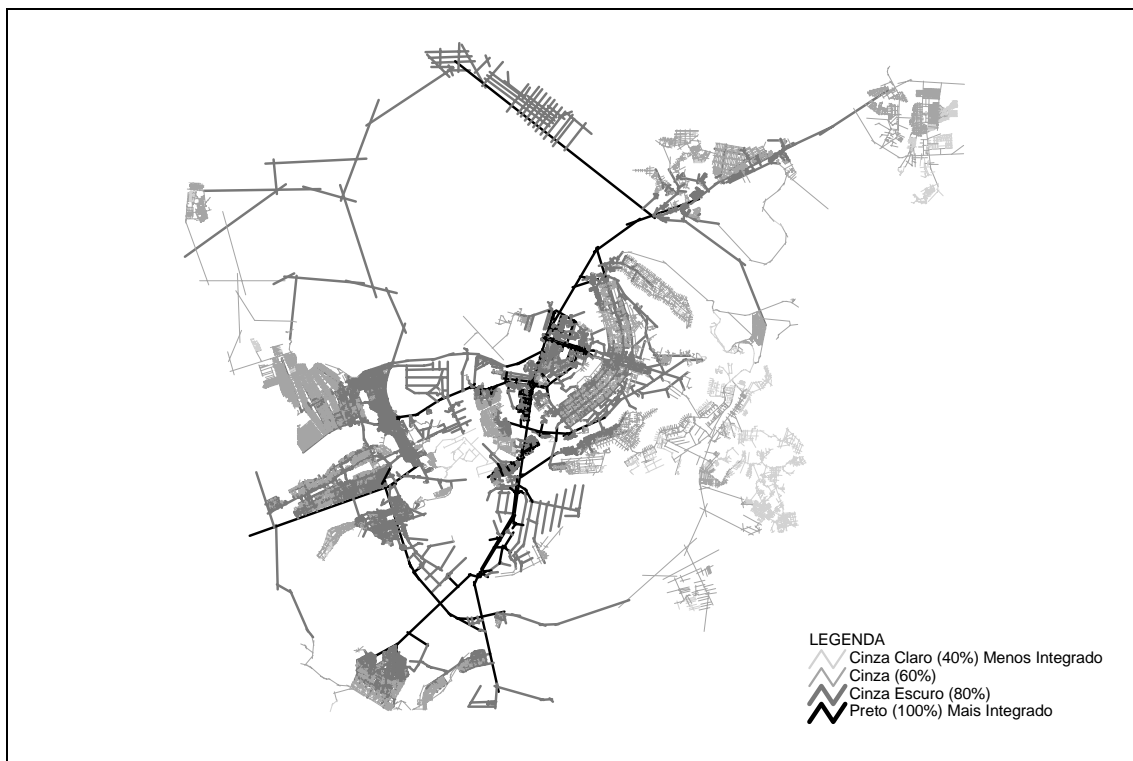 LEGENDA
Cinza Claro (40%) Menos Integrado
Cinza (60%)
Cinza Escuro (80%)
Preto (100%) Mais Integrado